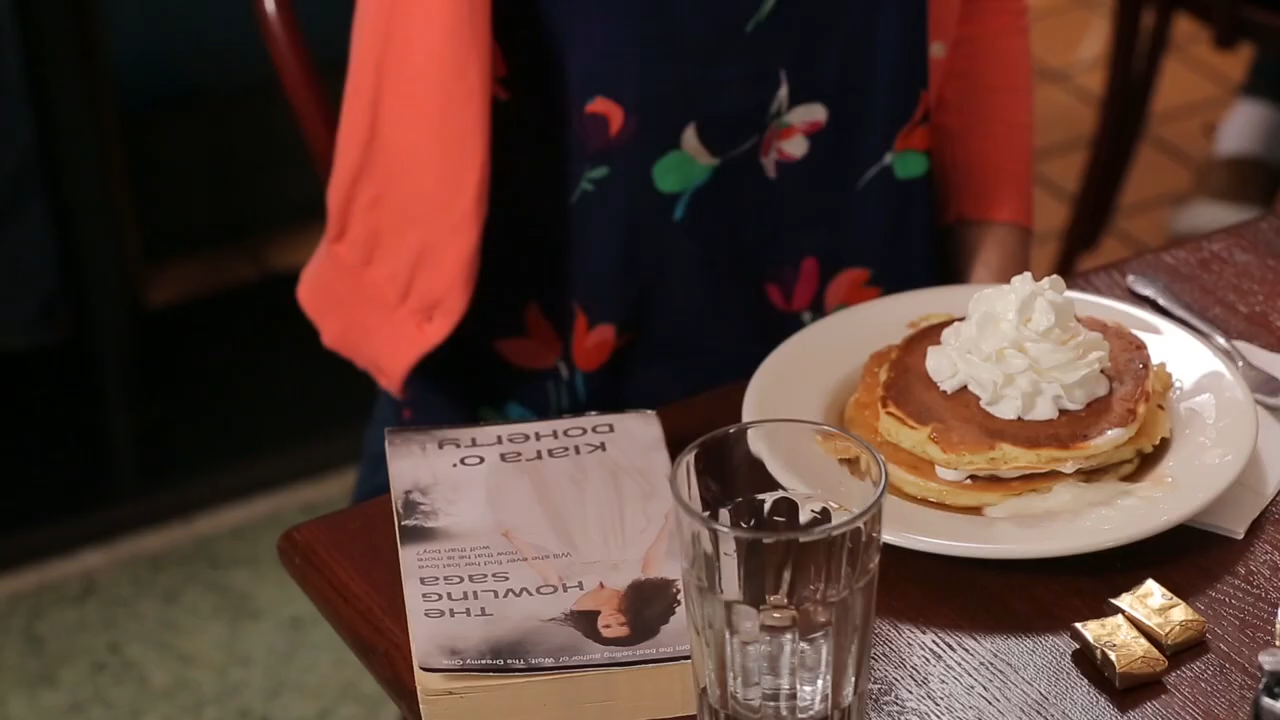 From the best-selling author of Wolf: The Dreamy One
THE
HOWLING
SaGa
Will she ever find her lost love
now that he is more
wolf than boy?
Kiara O'
DOHERTY